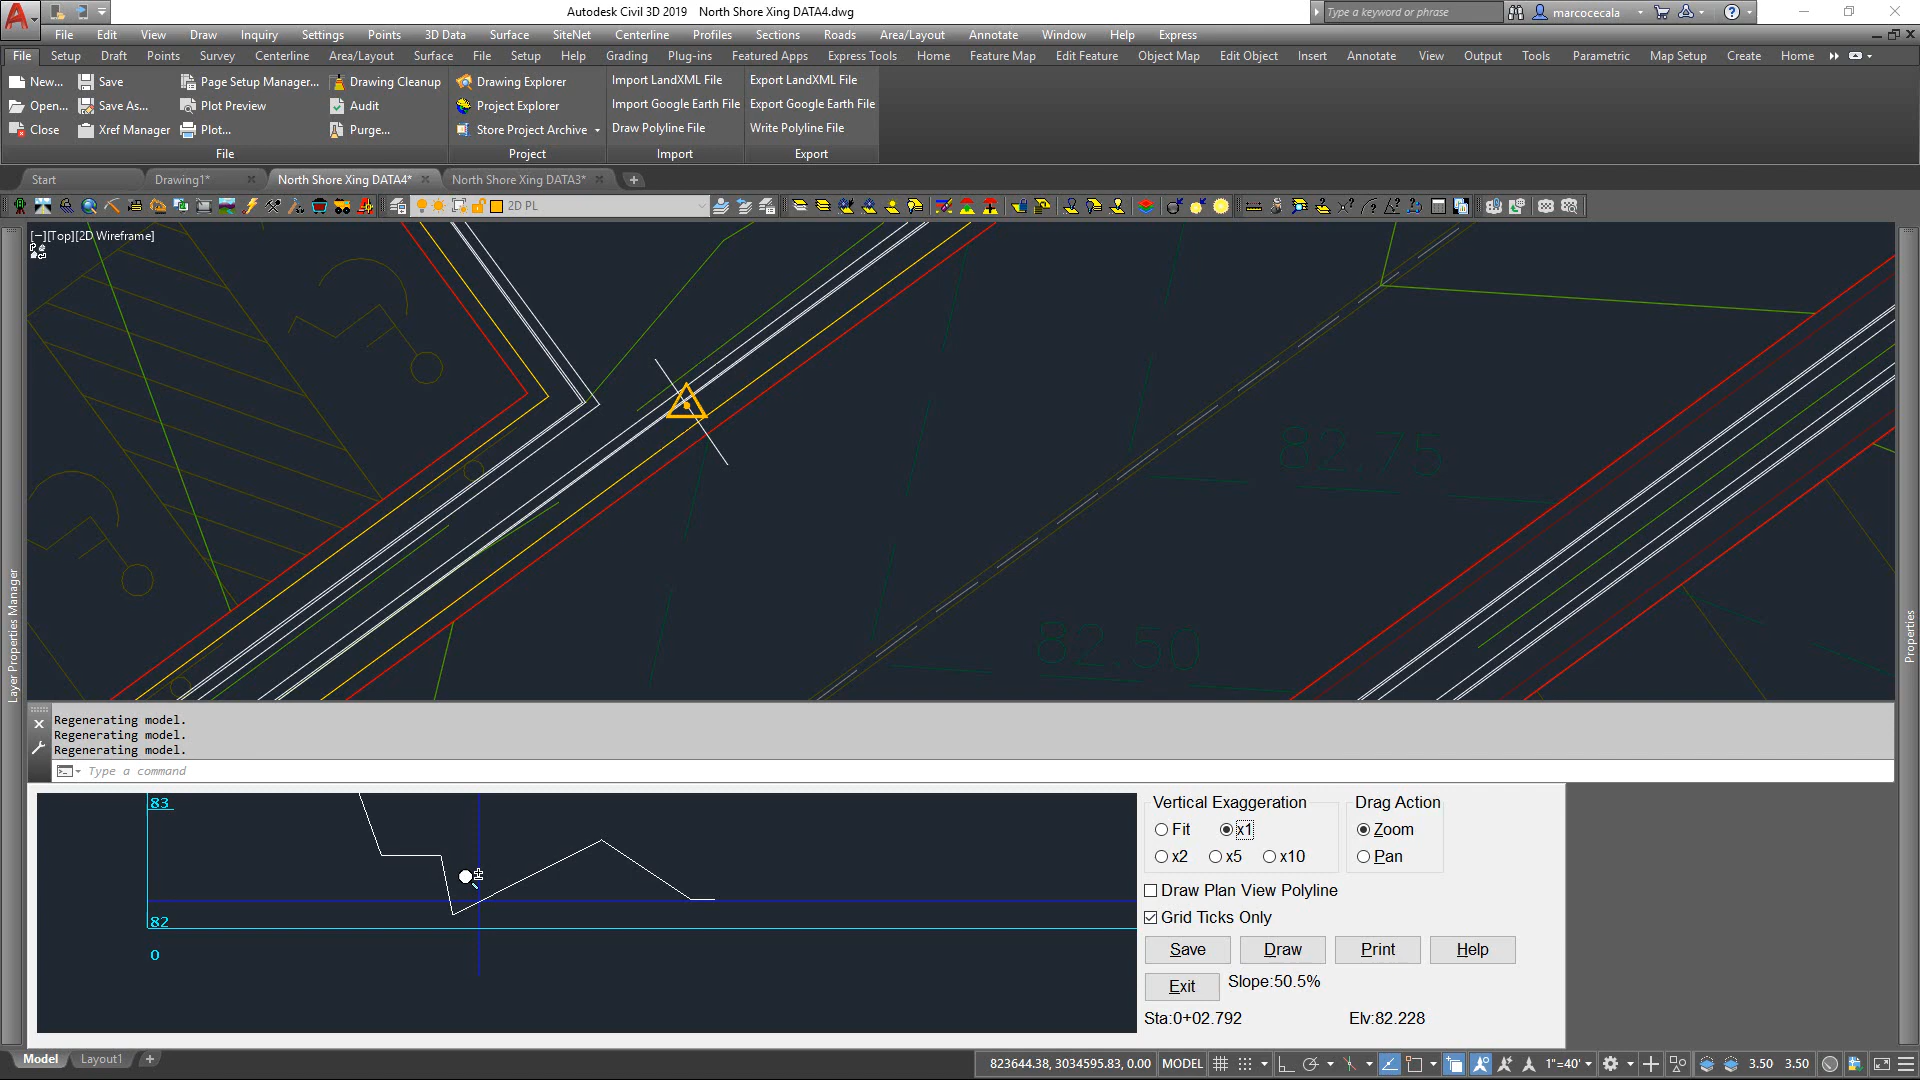 Autodesk Civil 3D 2019 North Shore Xing DATA4.dwg
Type a keyword or phrase
marcocecala
File Edit View Draw Inquiry Settings Points 3D Data Surface SiteNet Centerline Profiles Sections Roads Area/Layout Annotate Window Help Express
File Setup Draft Points Survey Centerline Area/Layout Surface File Setup Help Grading Plug-ins Featured Apps Express Tools Home Feature Map Edit Feature Object Map Edit Object Insert Annotate View Output Tools Parametric Map Setup Create Home
New... Save Page Setup Manager... Drawing Cleanup Drawing Explorer Import LandXML File Export LandXML File
Open... Save As... Plot Preview Audit Project Explorer Import Google Earth File Export Google Earth File
Close Xref Manager Plot... Purge... Store Project Archive Draw Polyline File Write Polyline File
File Project Import Export
Start Drawing1* North Shore Xing DATA4* North Shore Xing DATA3*
2D PL
[−][Top][2D Wireframe]
82.75
82.50
Layer Properties Manager
Properties
Regenerating model.
Regenerating model.
Regenerating model.
Type a command
83
82
0
Vertical Exaggeration Drag Action
Fit x1 Zoom
x2 x5 x10 Pan
Draw Plan View Polyline
Grid Ticks Only
Save Draw Print Help
Exit Slope:50.5%
Sta:0+02.792 Elv:82.228
Model Layout1
823644.38, 3034595.83, 0.00 MODEL 1"=40' 3.50 3.50